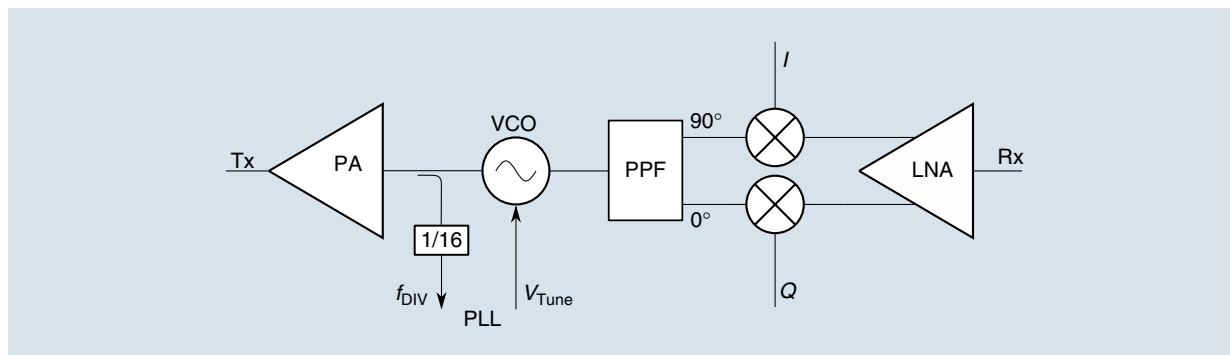 I
VCO
90°
Tx
PA
PPF
LNA
Rx
0°
1/16
fDIV
VTune
Q
PLL